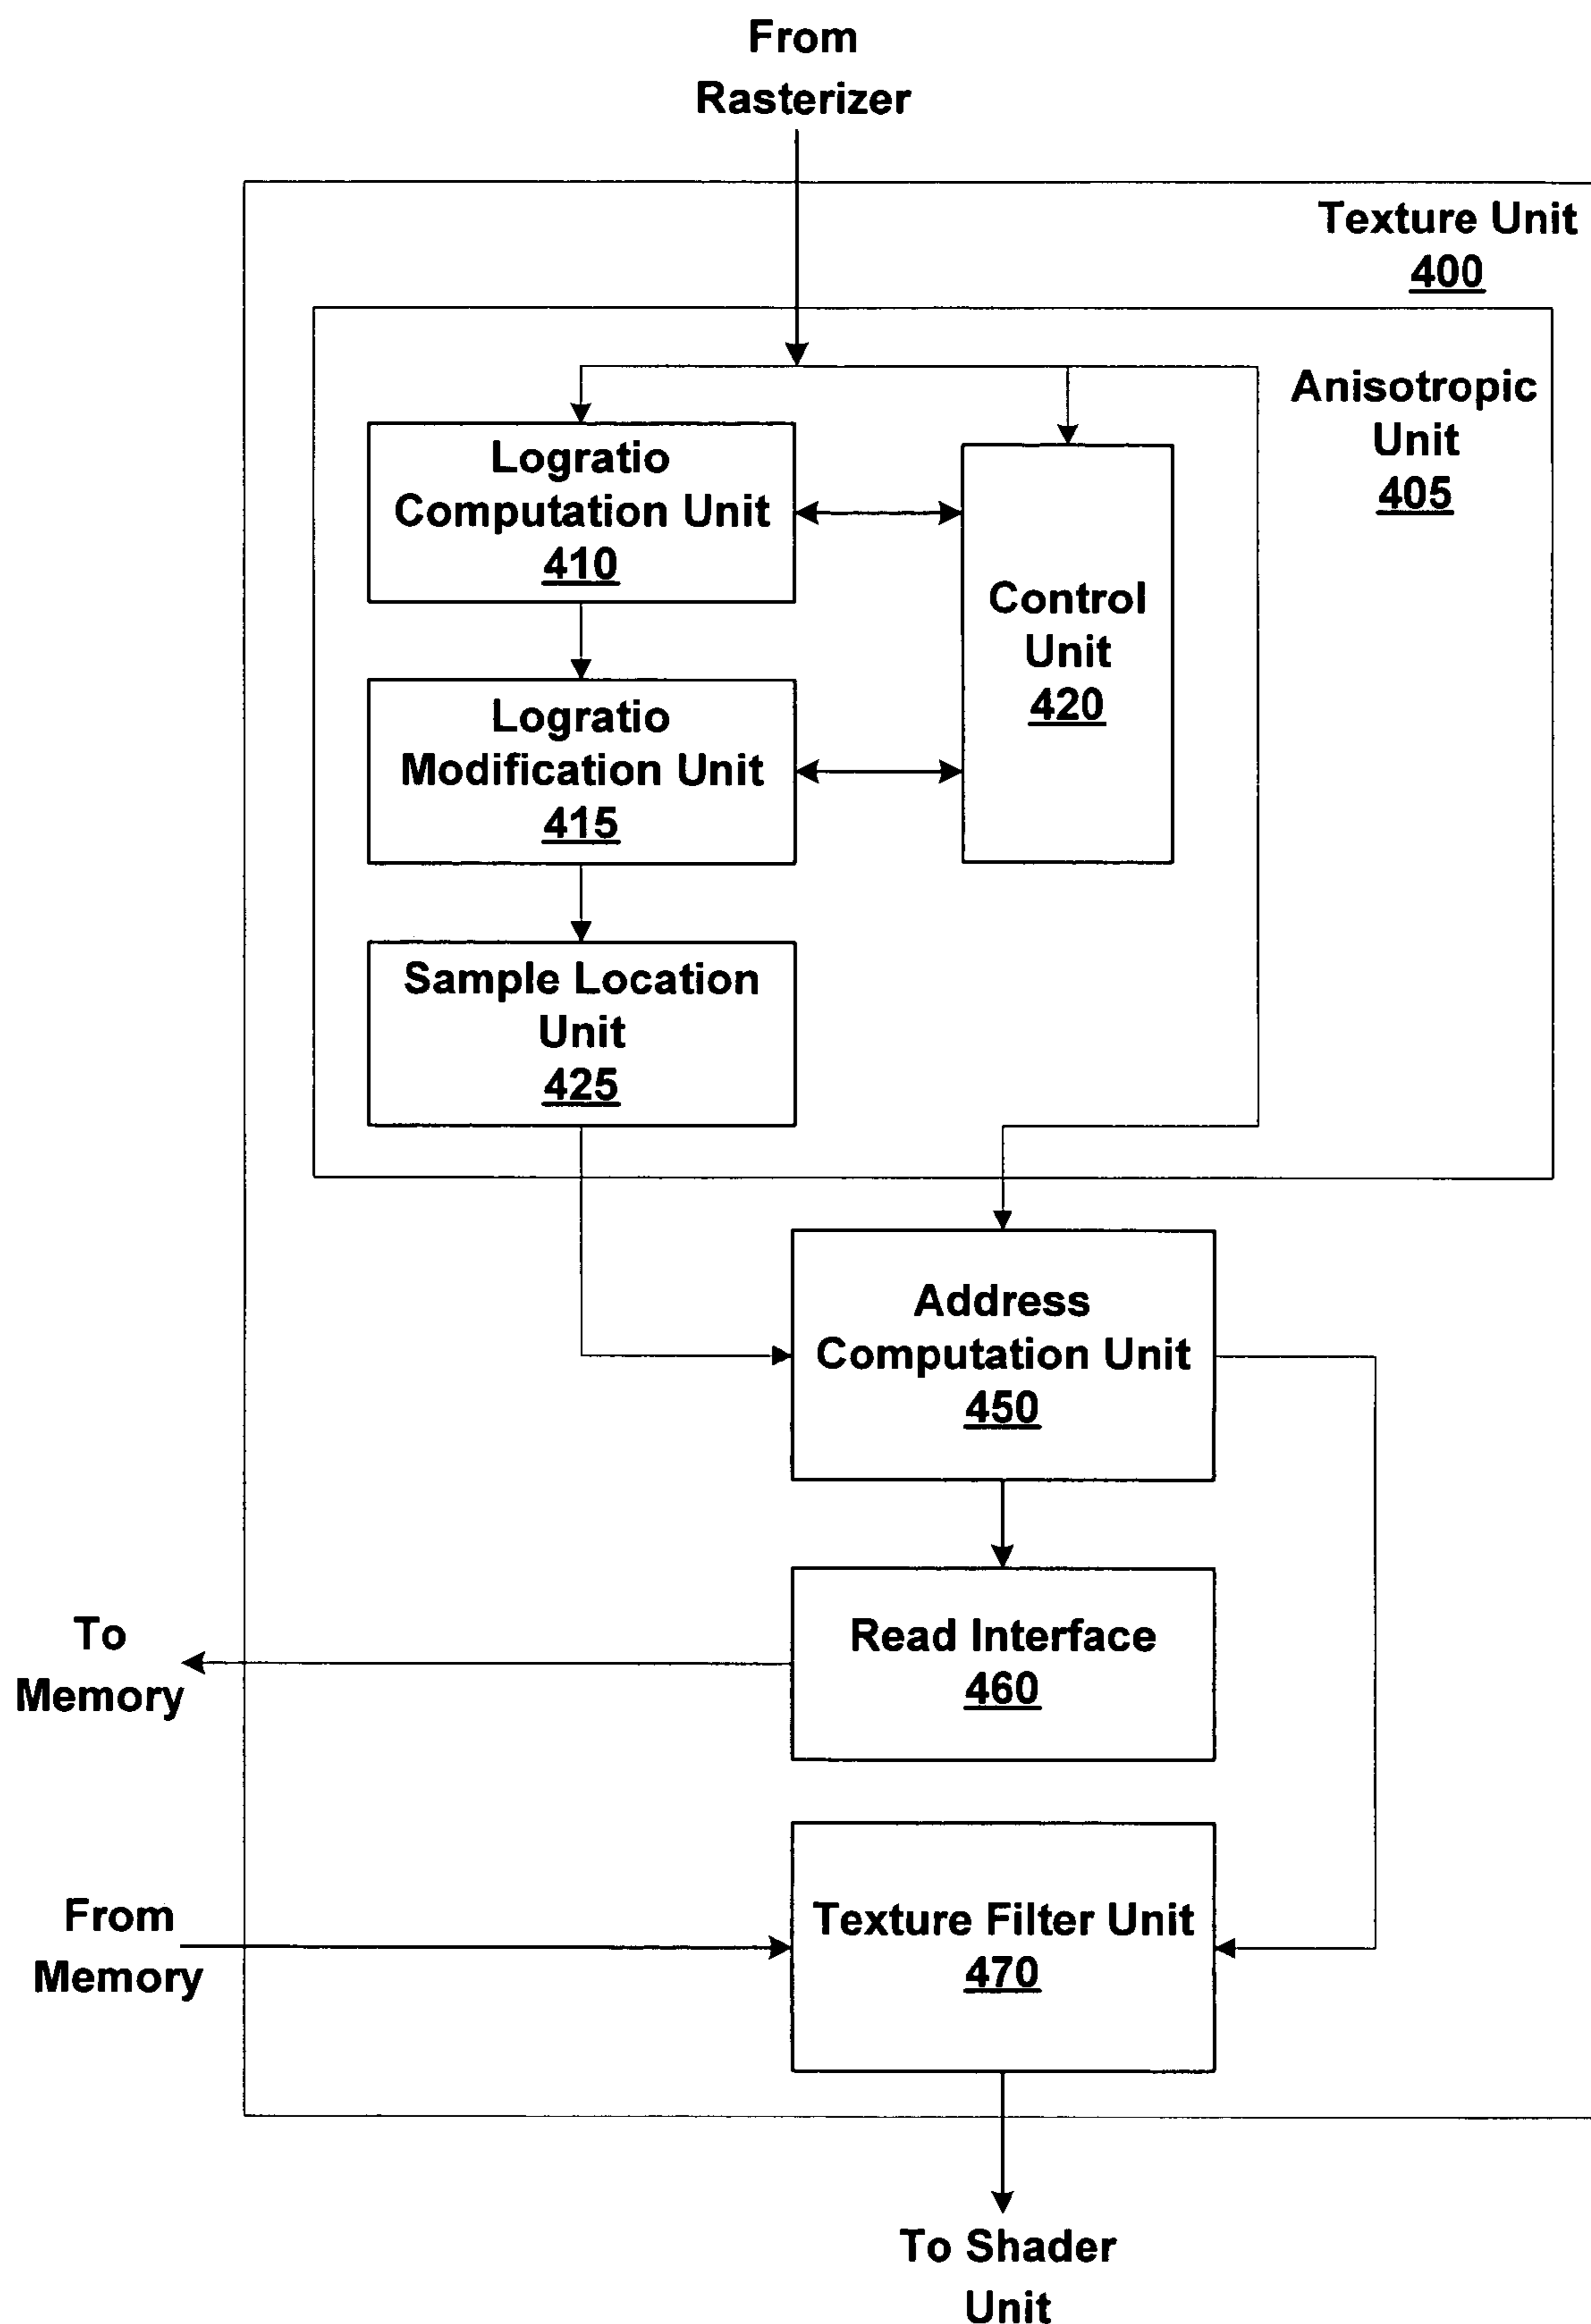 From
Rasterizer
Texture Unit
400
Anisotropic
Unit
405
Logratio
Computation Unit
410
Control
Unit
420
Logratio
Modification Unit
415
Sample Location
Unit
425
Address
Computation Unit
450
To
Memory
Read Interface
460
From
Memory
Texture Filter Unit
470
To Shader
Unit